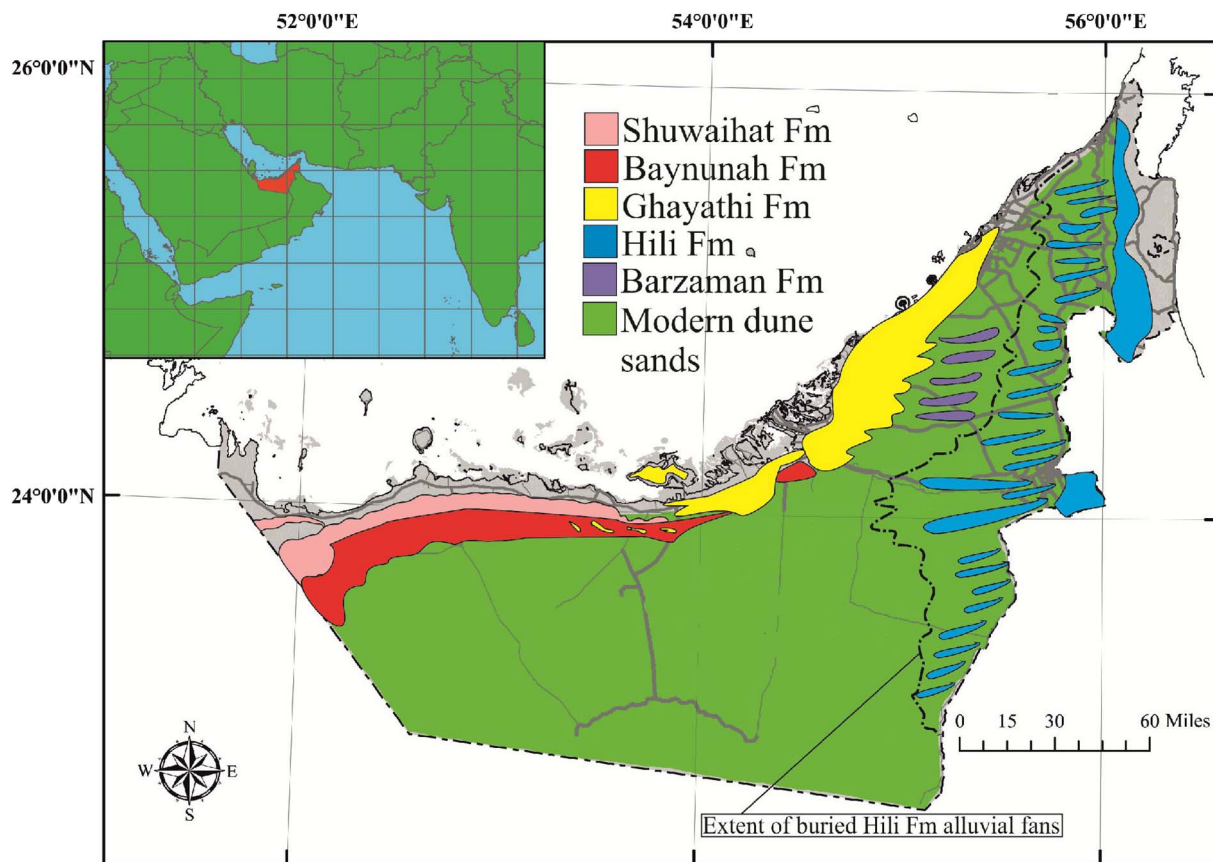 52°0'0"E
54°0'0"E
56°0'0"E
26°0'0"N
Shuwaihat Fm
Baynunah Fm
Ghayathi Fm
Hili Fm
Barzaman Fm
Modern dune
sands
24°0'0"N
0 15 30 60 Miles
N
W E
S
Extent of buried Hili Fm alluvial fans